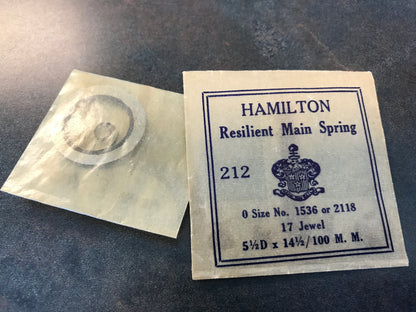 HAMILTON
Resilient Main Spring
212
0 Size No. 1536 or 2118
17 Jewel
5½D x 14½/100 M. M.